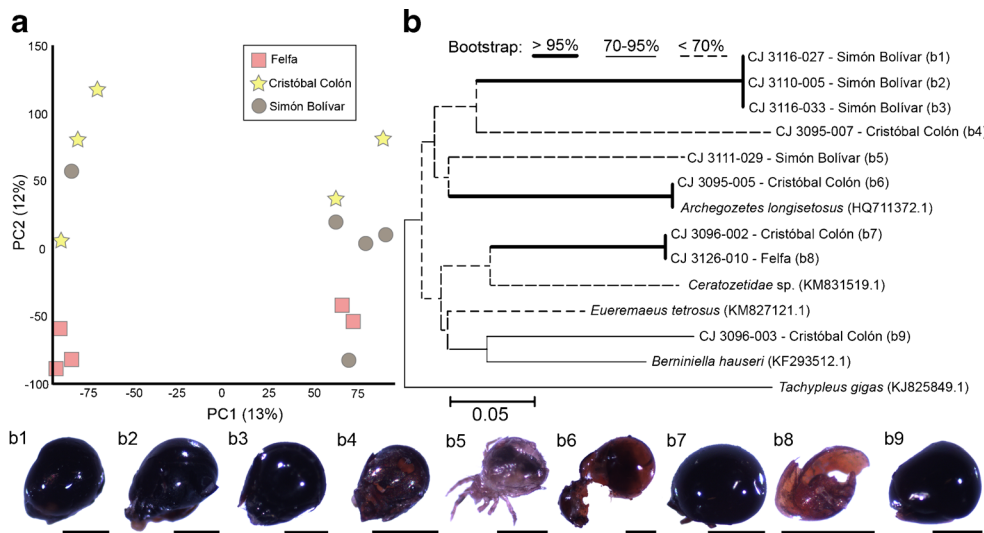 a
150
100
50
0
-50
-100
-75
-50
-25
0
25
50
75
PC2 (12%)
PC1 (13%)
Felfa
Cristóbal Colón
Simón Bolívar
b
Bootstrap: > 95% 70-95% < 70%
CJ 3116-027 - Simón Bolívar (b1)
CJ 3110-005 - Simón Bolívar (b2)
CJ 3116-033 - Simón Bolívar (b3)
CJ 3095-007 - Cristóbal Colón (b4)
CJ 3111-029 - Simón Bolívar (b5)
CJ 3095-005 - Cristóbal Colón (b6)
Archegozetes longisetosus (HQ711372.1)
CJ 3096-002 - Cristóbal Colón (b7)
CJ 3126-010 - Felfa (b8)
Ceratozetidae sp. (KM831519.1)
Eueremaeus tetrosus (KM827121.1)
CJ 3096-003 - Cristóbal Colón (b9)
Berniniella hauseri (KF293512.1)
Tachypleus gigas (KJ825849.1)
0.05
b1 b2 b3 b4 b5 b6 b7 b8 b9